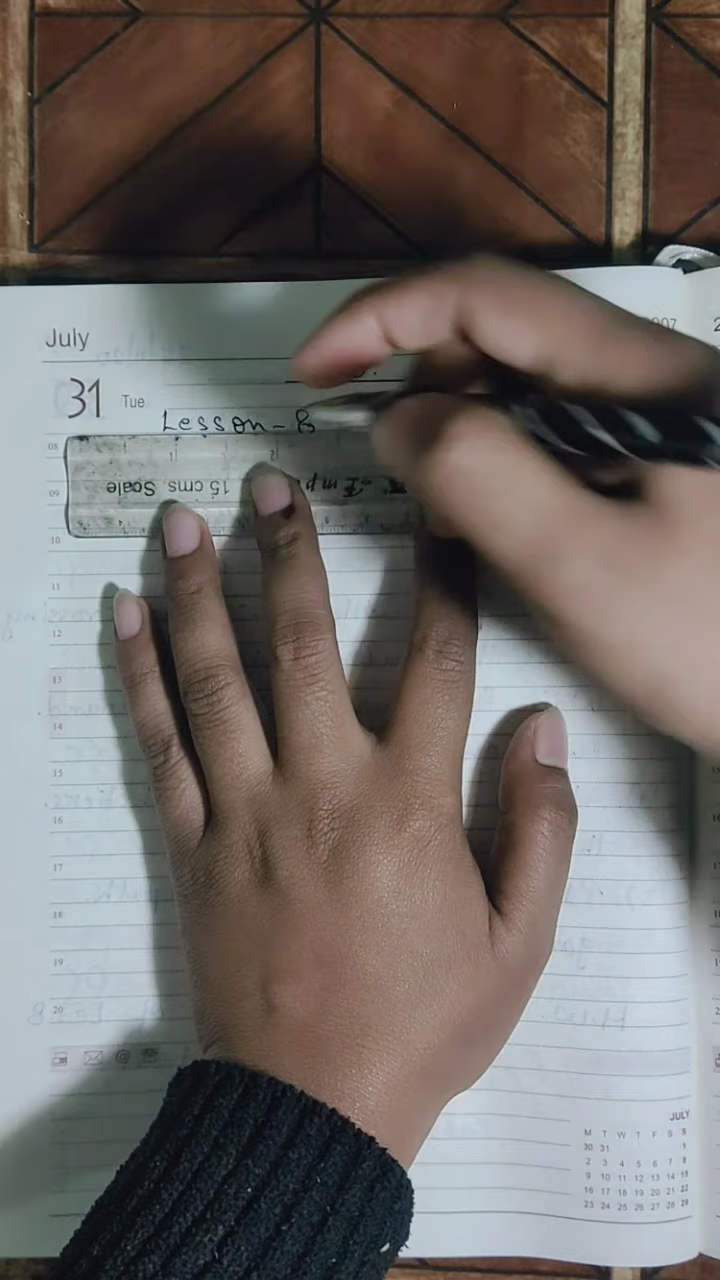 July
2007
31 Tue
Lesson - 8
08
15 cms. Scale
09
10
11
12
13
14
15
16
17
18
19
20
JULY
M T W T F S S
30 31 1
2 3 4 5 6 7 8
9 10 11 12 13 14 15
16 17 18 19 20 21 22
23 24 25 26 27 28 29